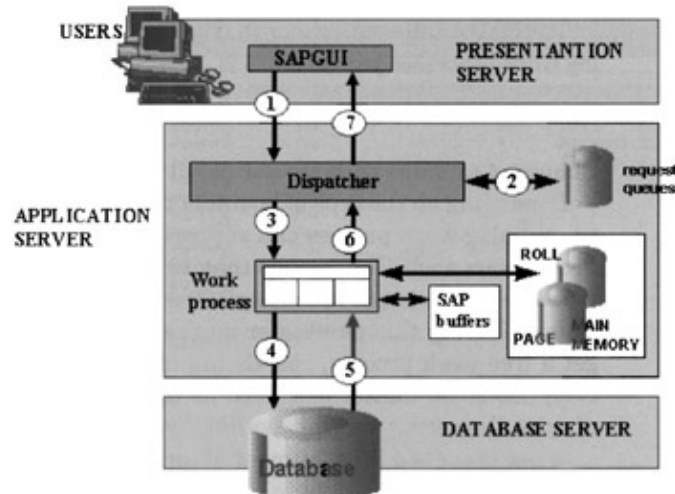 USERS
SAPGUI
PRESENTANTION
SERVER
1
7
Dispatcher
2
request
queues
APPLICATION
SERVER
3
6
Work
process
SAP
buffers
ROLL
PAGE
MAIN
MEMORY
4
5
Database
DATABASE SERVER